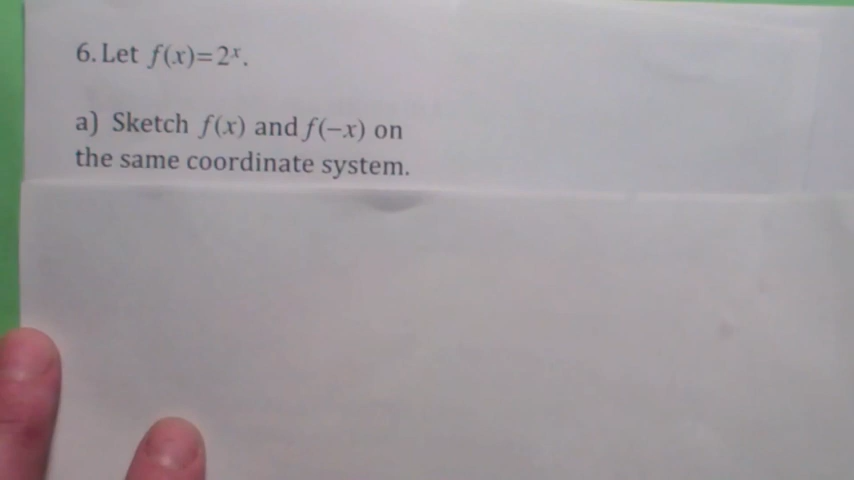 6. Let f(x)=2ˣ.
a) Sketch f(x) and f(−x) on
the same coordinate system.